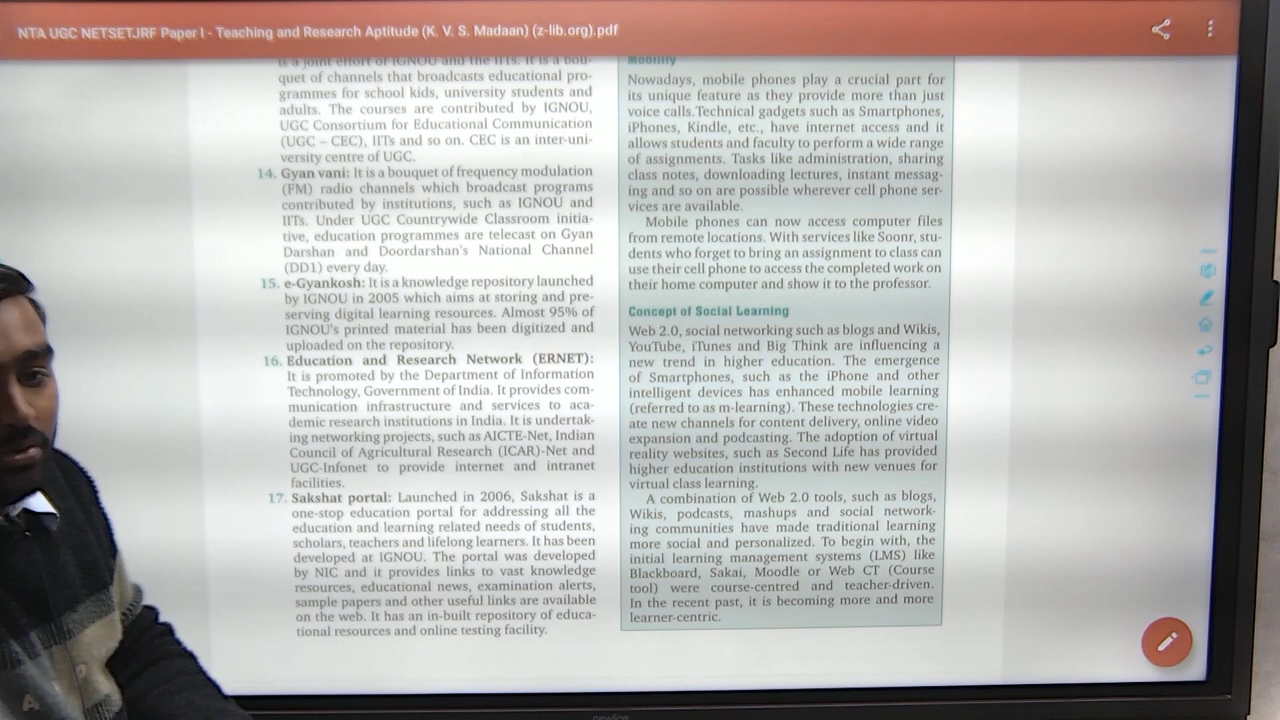 NTA UGC NETSETJRF Paper I - Teaching and Research Aptitude (K. V. S. Madaan) (z-lib.org).pdf
is a joint effort of IGNOU and the IITs. It is a bou-
quet of channels that broadcasts educational pro-
grammes for school kids, university students and
adults. The courses are contributed by IGNOU,
UGC Consortium for Educational Communication
(UGC – CEC), IITs and so on. CEC is an inter-uni-
versity centre of UGC.
14. Gyan vani: It is a bouquet of frequency modulation
(FM) radio channels which broadcast programs
contributed by institutions, such as IGNOU and
IITs. Under UGC Countrywide Classroom initia-
tive, education programmes are telecast on Gyan
Darshan and Doordarshan's National Channel
(DD1) every day.
15. e-Gyankosh: It is a knowledge repository launched
by IGNOU in 2005 which aims at storing and pre-
serving digital learning resources. Almost 95% of
IGNOU's printed material has been digitized and
uploaded on the repository.
16. Education and Research Network (ERNET):
It is promoted by the Department of Information
Technology, Government of India. It provides com-
munication infrastructure and services to aca-
demic research institutions in India. It is undertak-
ing networking projects, such as AICTE-Net, Indian
Council of Agricultural Research (ICAR)-Net and
UGC-Infonet to provide internet and intranet
facilities.
17. Sakshat portal: Launched in 2006, Sakshat is a
one-stop education portal for addressing all the
education and learning related needs of students,
scholars, teachers and lifelong learners. It has been
developed at IGNOU. The portal was developed
by NIC and it provides links to vast knowledge
resources, educational news, examination alerts,
sample papers and other useful links are available
on the web. It has an in-built repository of educa-
tional resources and online testing facility.
Mobility
Nowadays, mobile phones play a crucial part for
its unique feature as they provide more than just
voice calls.Technical gadgets such as Smartphones,
iPhones, Kindle, etc., have internet access and it
allows students and faculty to perform a wide range
of assignments. Tasks like administration, sharing
class notes, downloading lectures, instant messag-
ing and so on are possible wherever cell phone ser-
vices are available.
Mobile phones can now access computer files
from remote locations. With services like Soonr, stu-
dents who forget to bring an assignment to class can
use their cell phone to access the completed work on
their home computer and show it to the professor.
Concept of Social Learning
Web 2.0, social networking such as blogs and Wikis,
YouTube, iTunes and Big Think are influencing a
new trend in higher education. The emergence
of Smartphones, such as the iPhone and other
intelligent devices has enhanced mobile learning
(referred to as m-learning). These technologies cre-
ate new channels for content delivery, online video
expansion and podcasting. The adoption of virtual
reality websites, such as Second Life has provided
higher education institutions with new venues for
virtual class learning.
A combination of Web 2.0 tools, such as blogs,
Wikis, podcasts, mashups and social network-
ing communities have made traditional learning
more social and personalized. To begin with, the
initial learning management systems (LMS) like
Blackboard, Sakai, Moodle or Web CT (Course
tool) were course-centred and teacher-driven.
In the recent past, it is becoming more and more
learner-centric.